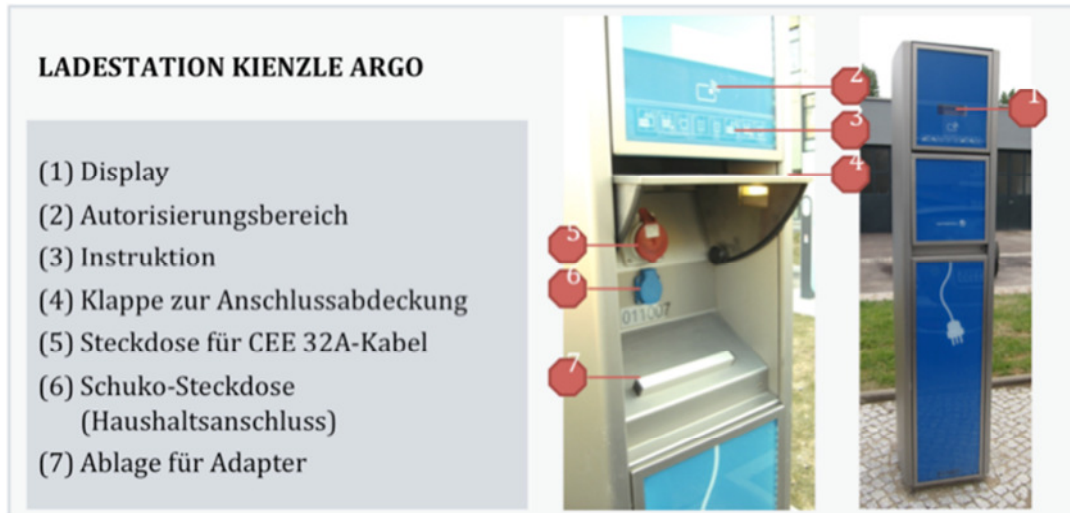 LADESTATION KIENZLE ARGO
(1) Display
(2) Autorisierungsbereich
(3) Instruktion
(4) Klappe zur Anschlussabdeckung
(5) Steckdose für CEE 32A-Kabel
(6) Schuko-Steckdose
(Haushaltsanschluss)
(7) Ablage für Adapter
2
3
4
5
6
011007
7
1